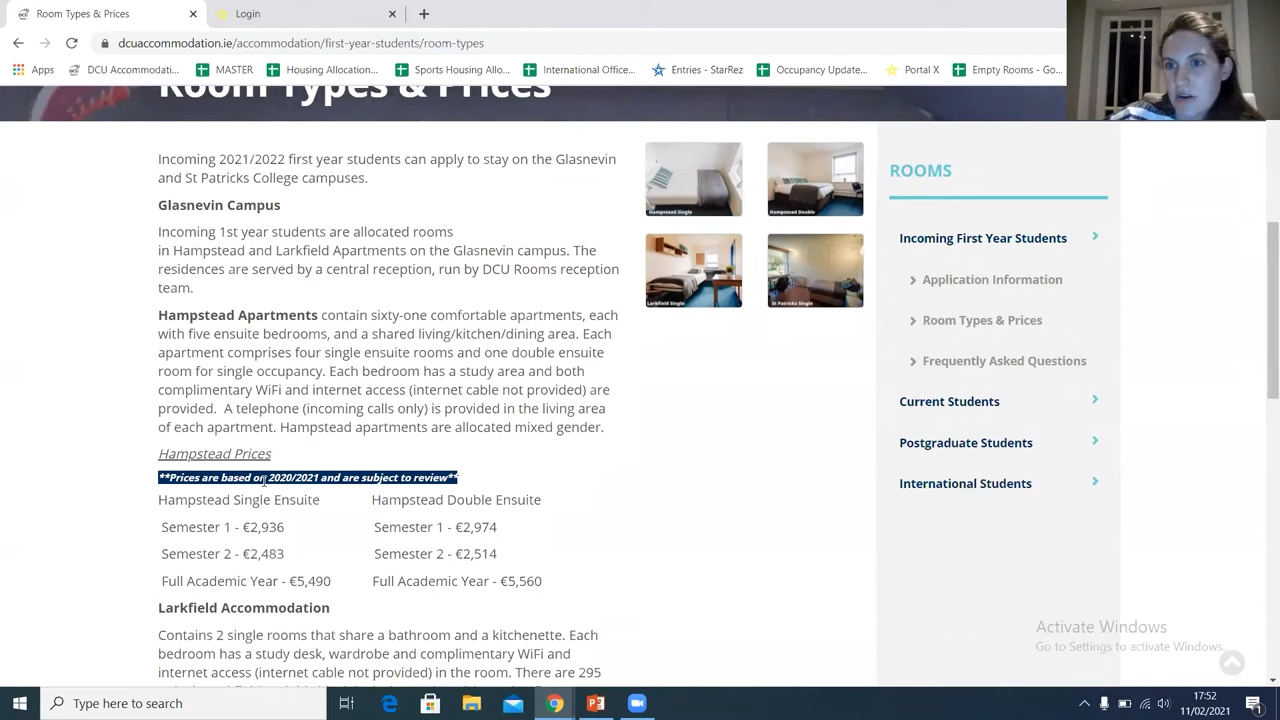 Room Types & Prices
Login
dcuaccommodation.ie/accommodation/first-year-students/room-types
Apps
DCU Accommodati...
MASTER
Housing Allocation...
Sports Housing Allo...
International Office...
Entries - StarRez
Occupancy Update...
Portal X
Empty Rooms - Go...
Room Types & Prices
Incoming 2021/2022 first year students can apply to stay on the Glasnevin
and St Patricks College campuses.
Glasnevin Campus
Incoming 1st year students are allocated rooms
in Hampstead and Larkfield Apartments on the Glasnevin campus. The
residences are served by a central reception, run by DCU Rooms reception
team.
Hampstead Apartments contain sixty-one comfortable apartments, each
with five ensuite bedrooms, and a shared living/kitchen/dining area. Each
apartment comprises four single ensuite rooms and one double ensuite
room for single occupancy. Each bedroom has a study area and both
complimentary WiFi and internet access (internet cable not provided) are
provided.  A telephone (incoming calls only) is provided in the living area
of each apartment. Hampstead apartments are allocated mixed gender.
Hampstead Prices
**Prices are based on 2020/2021 and are subject to review**
Hampstead Single Ensuite Hampstead Double Ensuite
Semester 1 - €2,936 Semester 1 - €2,974
Semester 2 - €2,483 Semester 2 - €2,514
Full Academic Year - €5,490 Full Academic Year - €5,560
Larkfield Accommodation
Contains 2 single rooms that share a bathroom and a kitchenette. Each
bedroom has a study desk, wardrobe and complimentary WiFi and
internet access (internet cable not provided) in the room. There are 295
Hampstead Single
Hampstead Double
Larkfield Single
St Patricks Single
ROOMS
Incoming First Year Students
Application Information
Room Types & Prices
Frequently Asked Questions
Current Students
Postgraduate Students
International Students
Activate Windows
Go to Settings to activate Windows.
Type here to search
17:52
11/02/2021